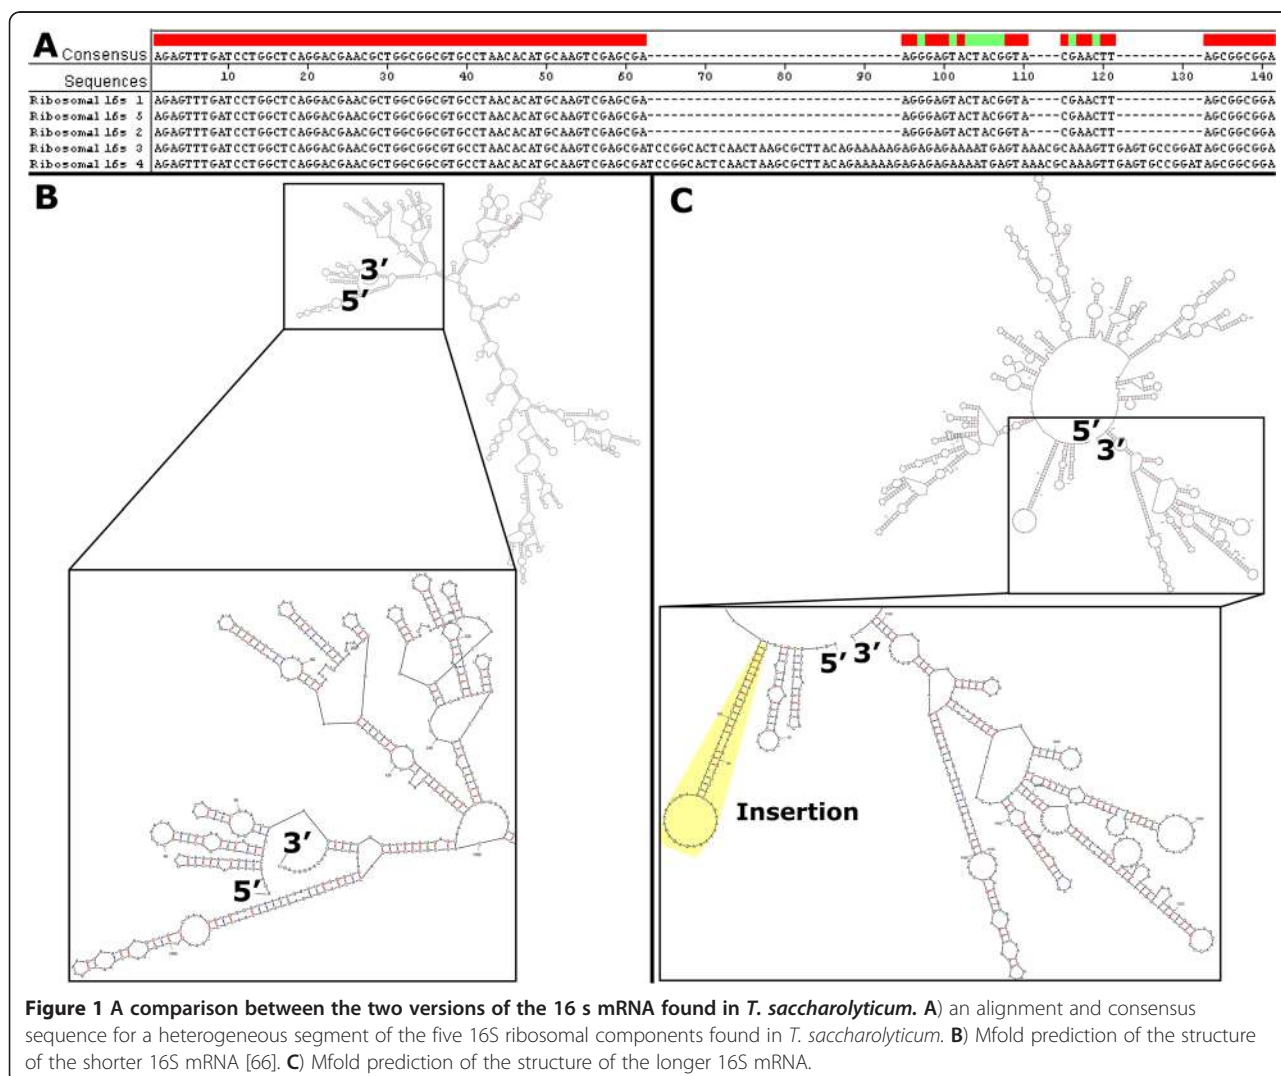 A
Consensus AGAGTTTGATCCTGGCTCAGGACGAACGCTGGCGGCGTGCCTAACACATGCAAGTCGAGCGA--------------------------------AGGGAGTACTACGGTA----CGAACTT-----------AGCGGCGGA
Sequences 10 20 30 40 50 60 70 80 90 100 110 120 130 140
Ribosomal 16s 1 AGAGTTTGATCCTGGCTCAGGACGAACGCTGGCGGCGTGCCTAACACATGCAAGTCGAGCGA--------------------------------AGGGAGTACTACGGTA----CGAACTT-----------AGCGGCGGA
Ribosomal 16s 5 AGAGTTTGATCCTGGCTCAGGACGAACGCTGGCGGCGTGCCTAACACATGCAAGTCGAGCGA--------------------------------AGGGAGTACTACGGTA----CGAACTT-----------AGCGGCGGA
Ribosomal 16s 2 AGAGTTTGATCCTGGCTCAGGACGAACGCTGGCGGCGTGCCTAACACATGCAAGTCGAGCGA--------------------------------AGGGAGTACTACGGTA----CGAACTT-----------AGCGGCGGA
Ribosomal 16s 3 AGAGTTTGATCCTGGCTCAGGACGAACGCTGGCGGCGTGCCTAACACATGCAAGTCGAGCGATCCGGCACTCAACTAAGCGCTTACAGAAAAAGAGAGAGAAAATGAGTAAACGCAAAGTTGAGTGCCGGATAGCGGCGGA
Ribosomal 16s 4 AGAGTTTGATCCTGGCTCAGGACGAACGCTGGCGGCGTGCCTAACACATGCAAGTCGAGCGATCCGGCACTCAACTAAGCGCTTACAGAAAAAGAGAGAGAAAATGAGTAAACGCAAAGTTGAGTGCCGGATAGCGGCGGA
B
3'
5'
3'
5'
C
5'
3'
5' 3'
Insertion
Figure 1 A comparison between the two versions of the 16 s mRNA found in T. saccharolyticum. A) an alignment and consensus
sequence for a heterogeneous segment of the five 16S ribosomal components found in T. saccharolyticum. B) Mfold prediction of the structure
of the shorter 16S mRNA [66]. C) Mfold prediction of the structure of the longer 16S mRNA.